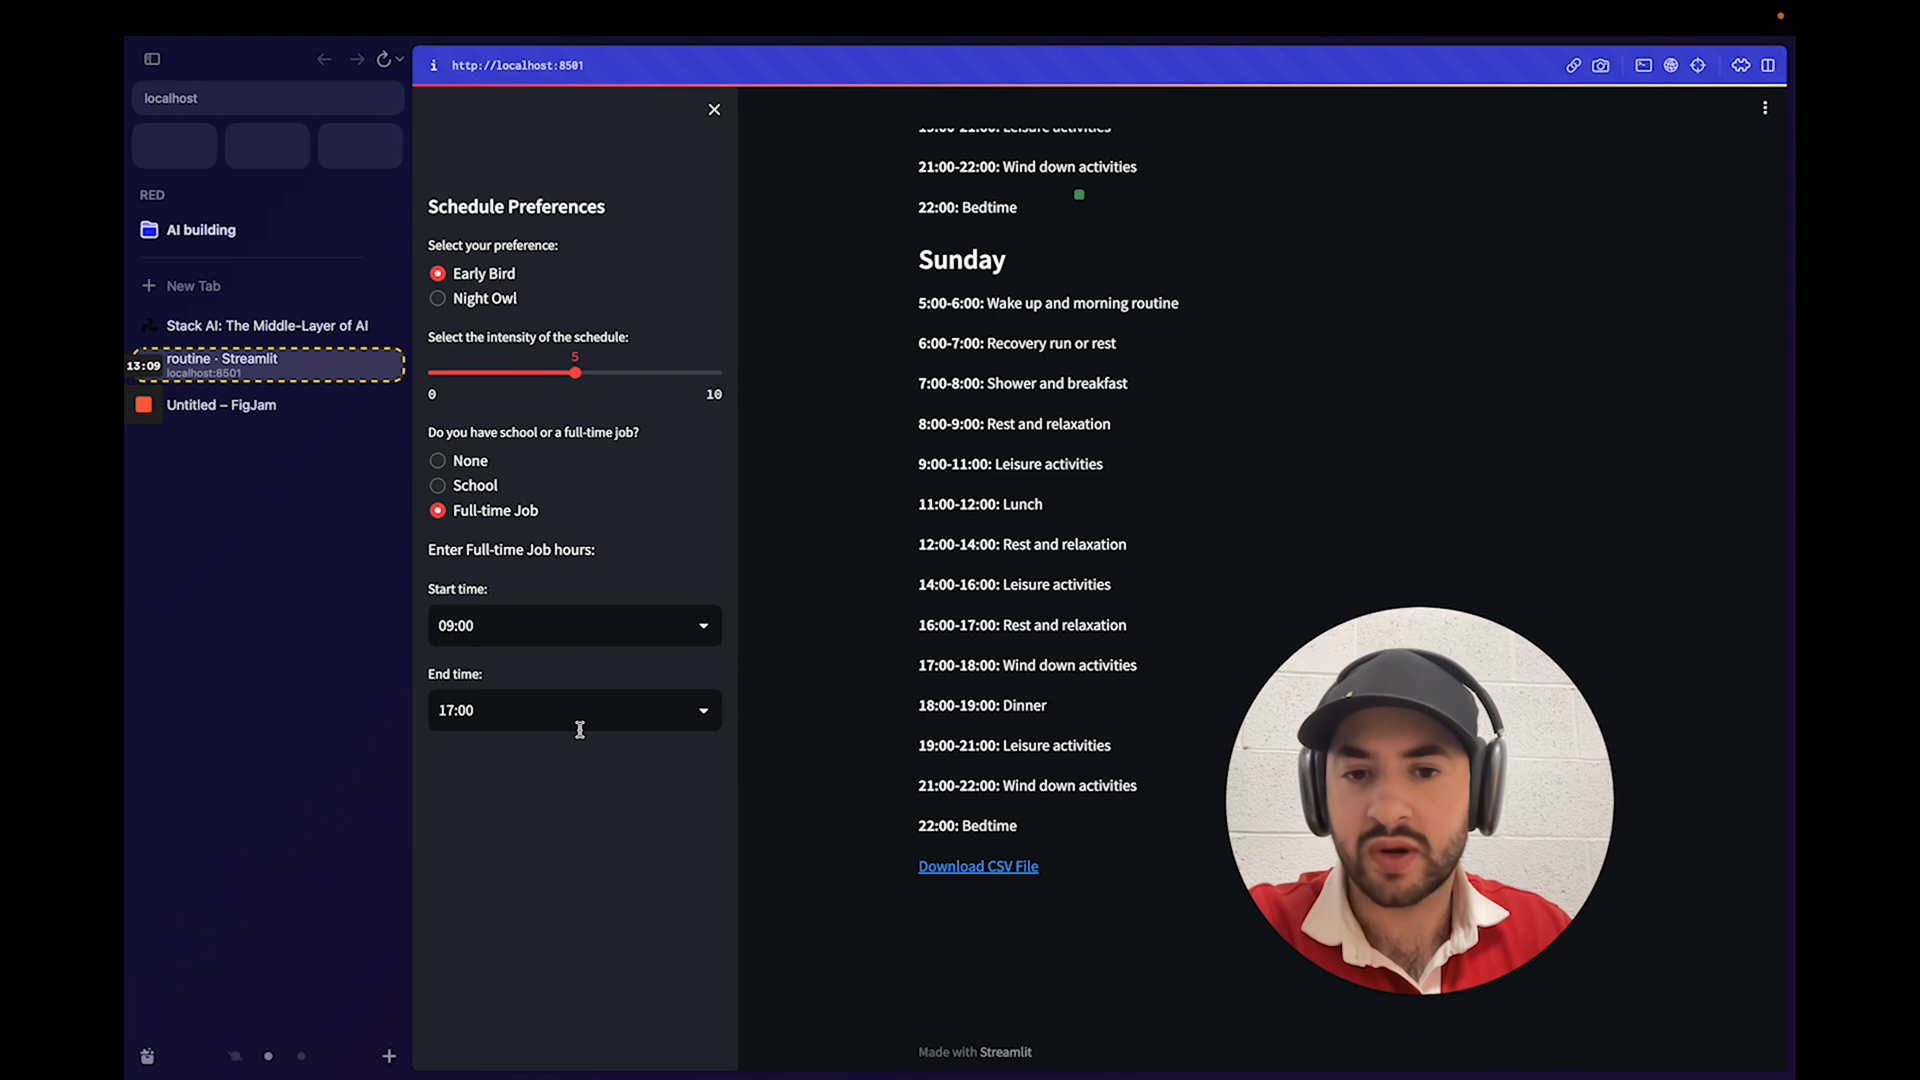 http://localhost:8501
localhost
RED
AI building
New Tab
Stack AI: The Middle-Layer of AI
routine · Streamlit
localhost:8501
13:09
Untitled – FigJam
Schedule Preferences
Select your preference:
Early Bird
Night Owl
Select the intensity of the schedule:
5
0
10
Do you have school or a full-time job?
None
School
Full-time Job
Enter Full-time Job hours:
Start time:
09:00
End time:
17:00
19:00-21:00: Leisure activities
21:00-22:00: Wind down activities
22:00: Bedtime
Sunday
5:00-6:00: Wake up and morning routine
6:00-7:00: Recovery run or rest
7:00-8:00: Shower and breakfast
8:00-9:00: Rest and relaxation
9:00-11:00: Leisure activities
11:00-12:00: Lunch
12:00-14:00: Rest and relaxation
14:00-16:00: Leisure activities
16:00-17:00: Rest and relaxation
17:00-18:00: Wind down activities
18:00-19:00: Dinner
19:00-21:00: Leisure activities
21:00-22:00: Wind down activities
22:00: Bedtime
Download CSV File
Made with Streamlit